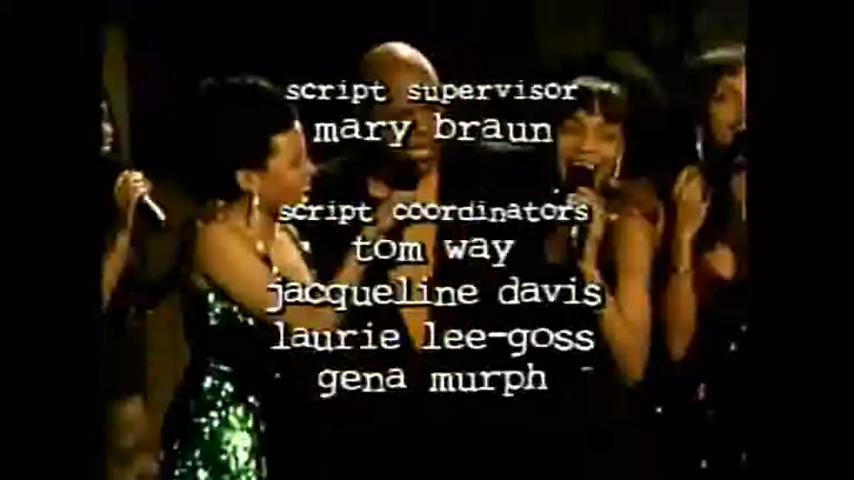 script supervisor
mary braun
script coordinators
tom way
jacqueline davis
laurie lee-goss
gena murph